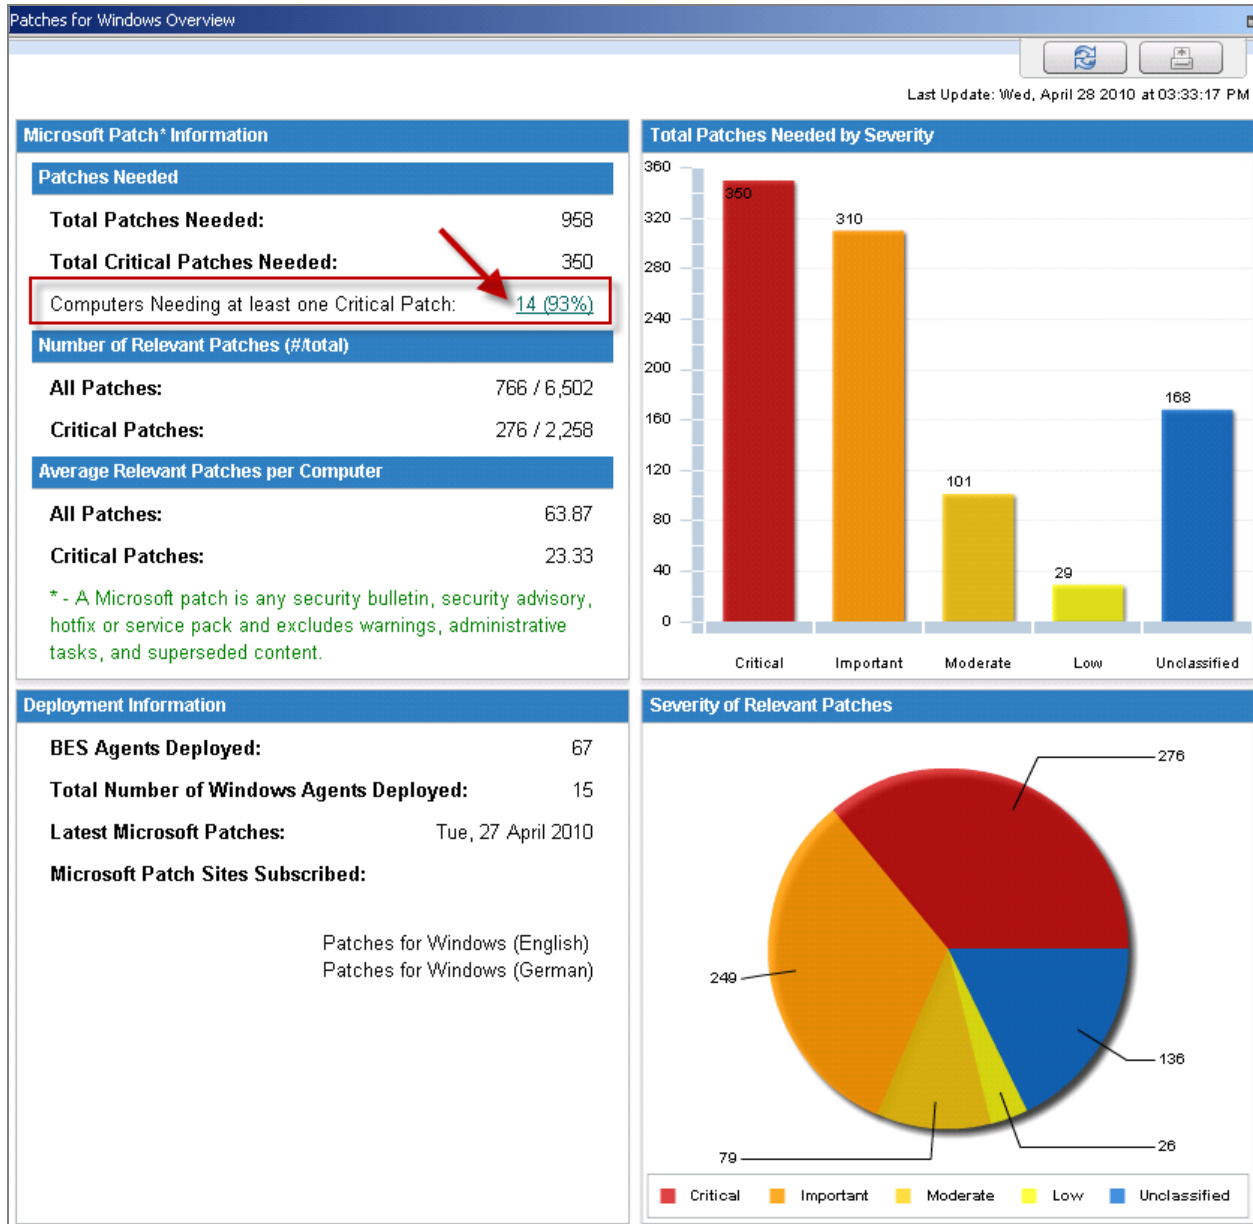 Patches for Windows Overview
Last Update: Wed, April 28 2010 at 03:33:17 PM
Microsoft Patch* Information
Patches Needed
Total Patches Needed: 958
Total Critical Patches Needed: 350
Computers Needing at least one Critical Patch: 14 (93%)
Number of Relevant Patches (#/total)
All Patches: 766 / 6,502
Critical Patches: 276 / 2,258
Average Relevant Patches per Computer
All Patches: 63.87
Critical Patches: 23.33
* - A Microsoft patch is any security bulletin, security advisory,
hotfix or service pack and excludes warnings, administrative
tasks, and superseded content.
Total Patches Needed by Severity
360
320
280
240
200
160
120
80
40
0
350
310
101
29
168
Critical Important Moderate Low Unclassified
Deployment Information
BES Agents Deployed: 67
Total Number of Windows Agents Deployed: 15
Latest Microsoft Patches: Tue, 27 April 2010
Microsoft Patch Sites Subscribed:
Patches for Windows (English)
Patches for Windows (German)
Severity of Relevant Patches
276
249
136
26
79
Critical Important Moderate Low Unclassified